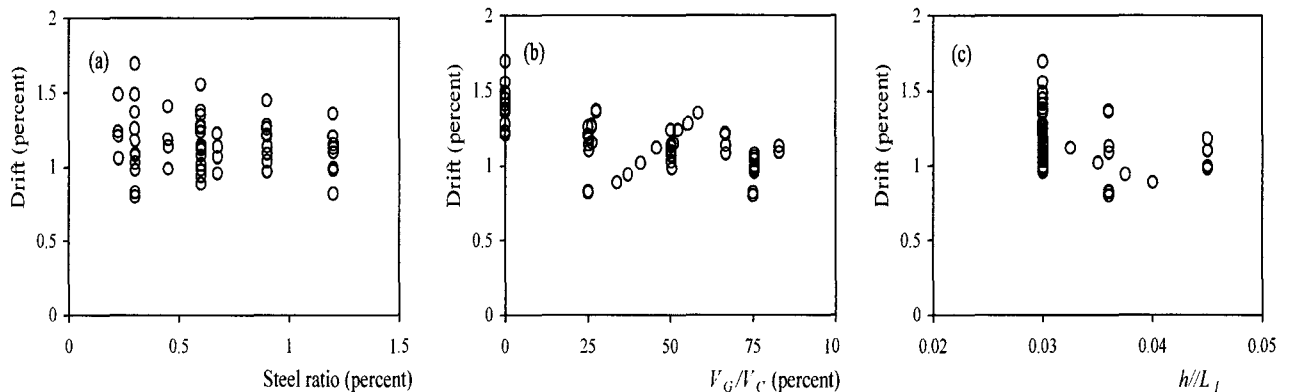 2
1.5
1
0.5
0
Drift (percent)
(a)
0 0.5 1 1.5
Steel ratio (percent)
2
1.5
1
0.5
0
Drift (percent)
(b)
0 25 50 75 10
V_G/V_C (percent)
2
1.5
1
0.5
0
Drift (percent)
(c)
0.02 0.03 0.04 0.05
h//L_1